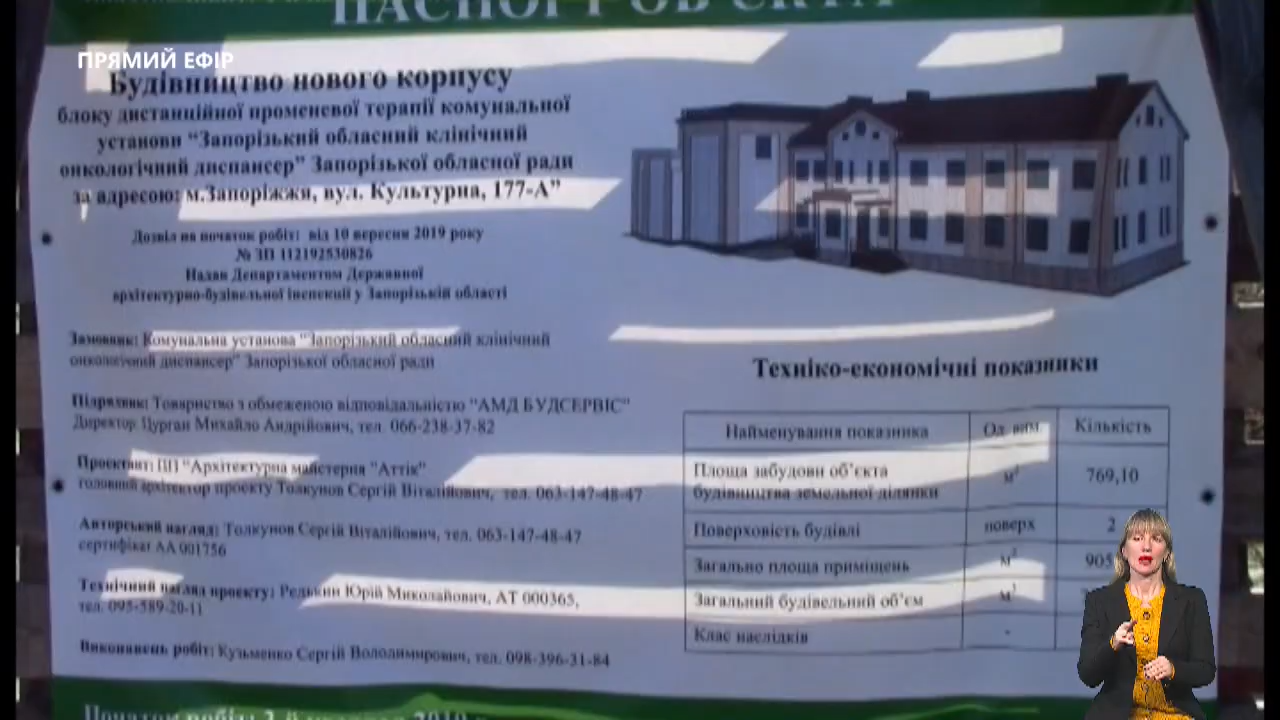 ПАСПОРТ ОБ'ЄКТА
ПРЯМИЙ ЕФІР
Будівництво нового корпусу
блоку дистанційної променевої терапії комунальної
установи "Запорізький обласний клінічний
онкологічний диспансер" Запорізької обласної ради
за адресою: м.Запоріжжя, вул. Культурна, 177-А"
Дозвіл на початок робіт: від 10 вересня 2019 року
№ ЗП 112192530826
Надав Департаментом Державної
архітектурно-будівельної інспекції у Запорізькій області
Замовник: Комунальна установа "Запорізький обласний клінічний
онкологічний диспансер" Запорізької обласної ради
Підрядник: Товариство з обмеженою відповідальністю "АМД БУДСЕРВІС"
Директор: Цурган Михайло Андрійович, тел. 066-238-37-82
Проектант: ПП "Архітектурна майстерня "Аттік"
головний архітектор проекту Толкунов Сергій Віталійович, тел. 063-147-48-47
Авторський нагляд: Толкунов Сергій Віталійович, тел. 063-147-48-47
сертифікат АА 001756
Технічний нагляд проекту: Редькин Юрій Миколайович, АТ 000365,
тел. 095-589-20-11
Виконавець робіт: Кузьменко Сергій Володимирович, тел. 098-396-31-84
Техніко-економічні показники
Найменування показника Од. вим. Кількість
Площа забудови об'єкта
будівництва земельної ділянки м² 769,10
Поверховість будівлі поверх 2
Загально площа приміщень м² 905
Загальний будівельний об'єм м³
Клас наслідків -
Початок робіт: